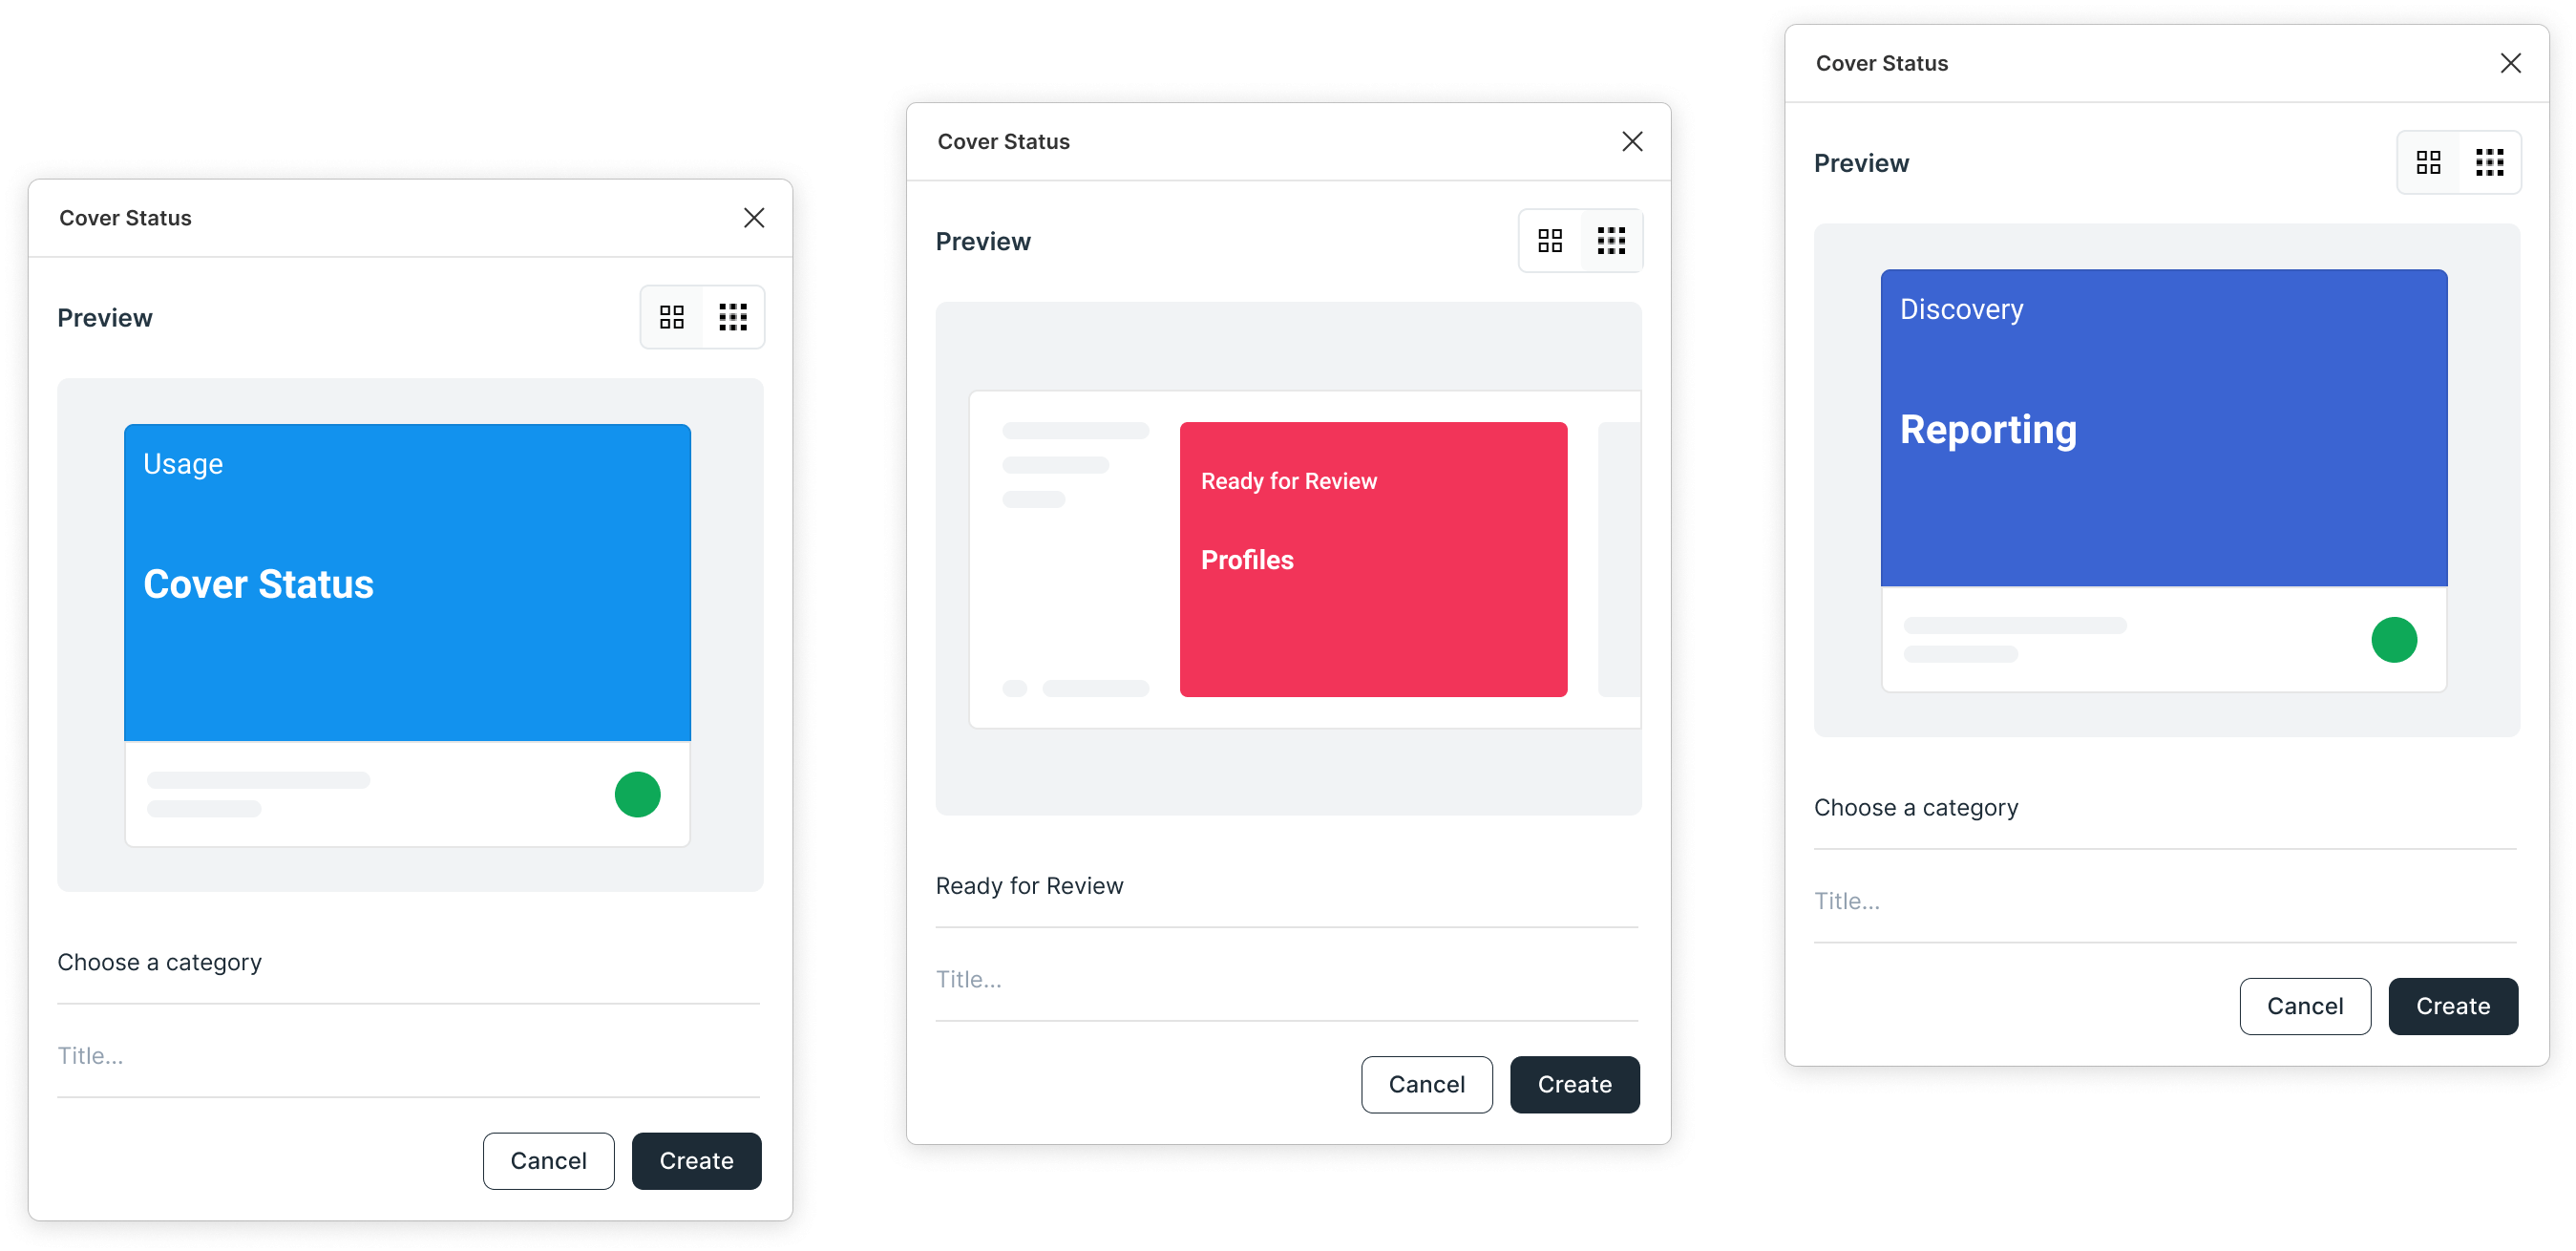 Cover Status
Preview
Usage
Cover Status
Choose a category
Title...
Cancel
Create
Cover Status
Preview
Ready for Review
Profiles
Ready for Review
Title...
Cancel
Create
Cover Status
Preview
Discovery
Reporting
Choose a category
Title...
Cancel
Create